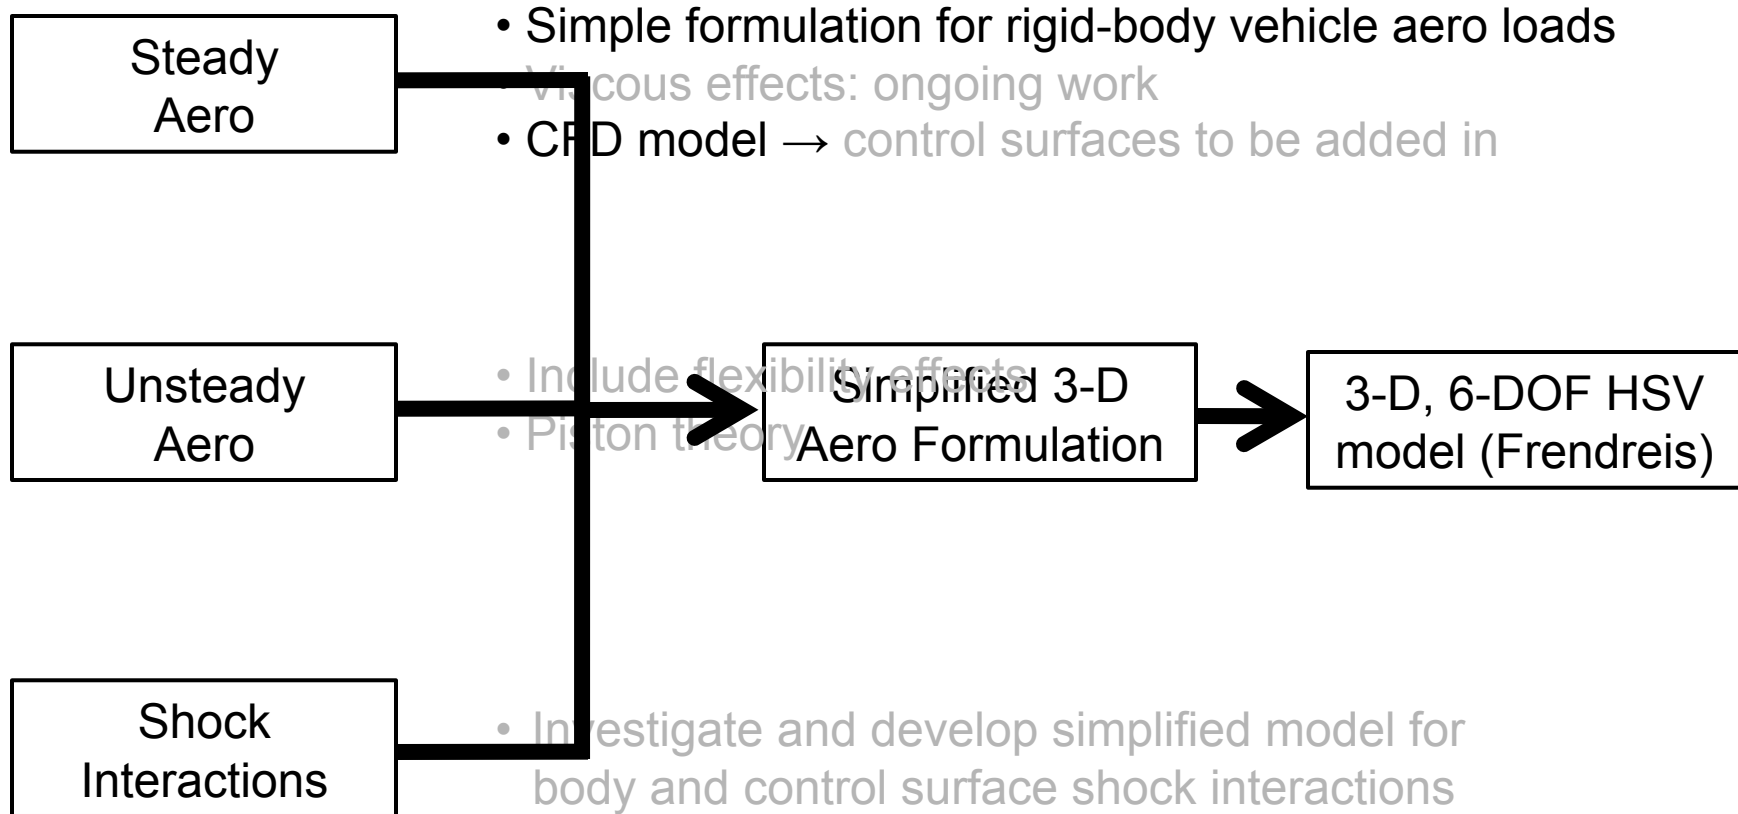 Steady
Aero
• Simple formulation for rigid-body vehicle aero loads
• Viscous effects: ongoing work
• CFD model → control surfaces to be added in
Unsteady
Aero
• Include flexibility effects
• Piston theory
Simplified 3-D
Aero Formulation
3-D, 6-DOF HSV
model (Frendreis)
Shock
Interactions
• Investigate and develop simplified model for
body and control surface shock interactions